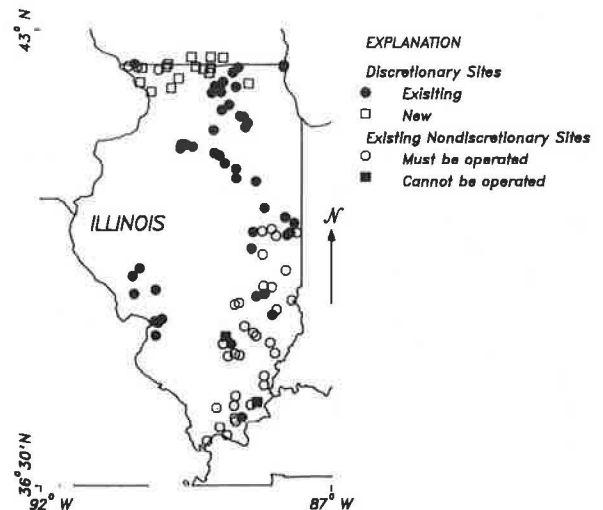 43° N
EXPLANATION
Discretionary Sites
Exisiting
New
Existing Nondiscretionary Sites
Must be operated
Cannot be operated
ILLINOIS
N
36° 30'N
92° W
87° W